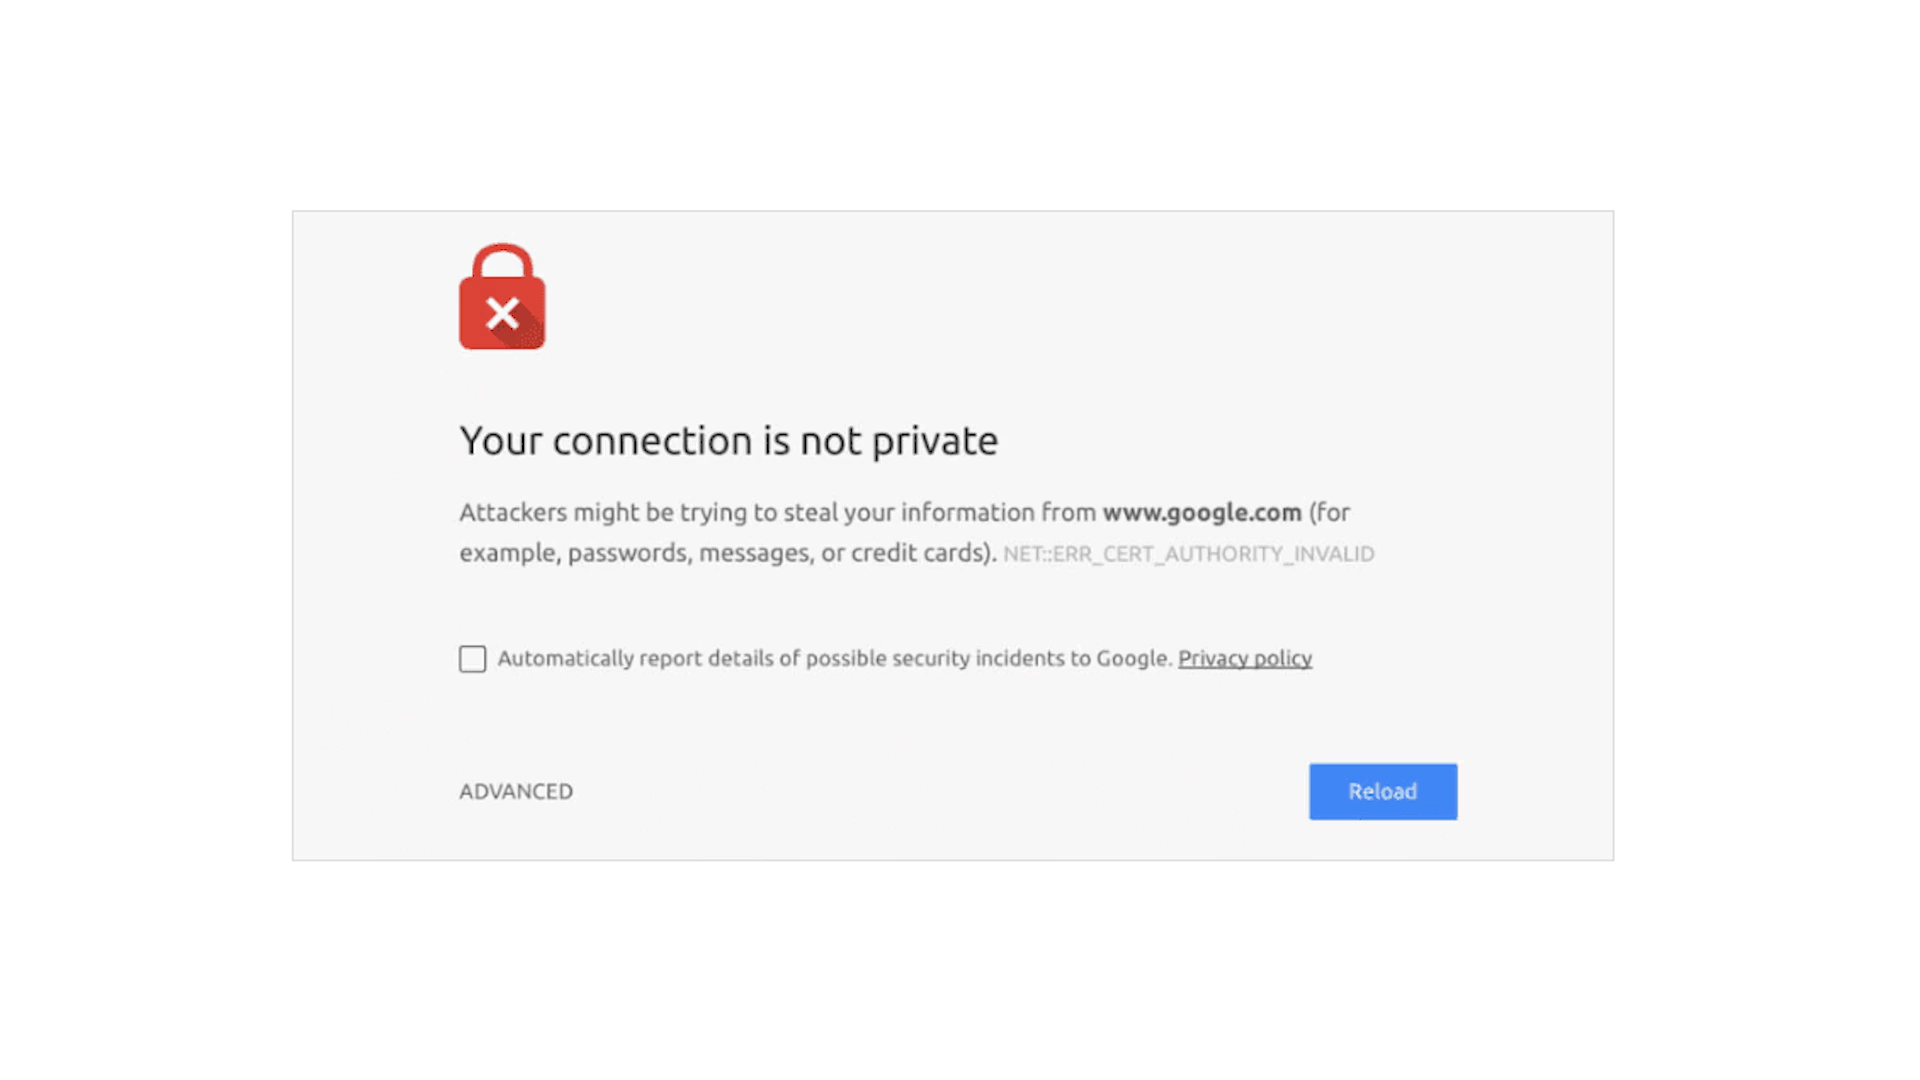 Your connection is not private
Attackers might be trying to steal your information from www.google.com (for
example, passwords, messages, or credit cards). NET::ERR_CERT_AUTHORITY_INVALID
Automatically report details of possible security incidents to Google. Privacy policy
ADVANCED
Reload